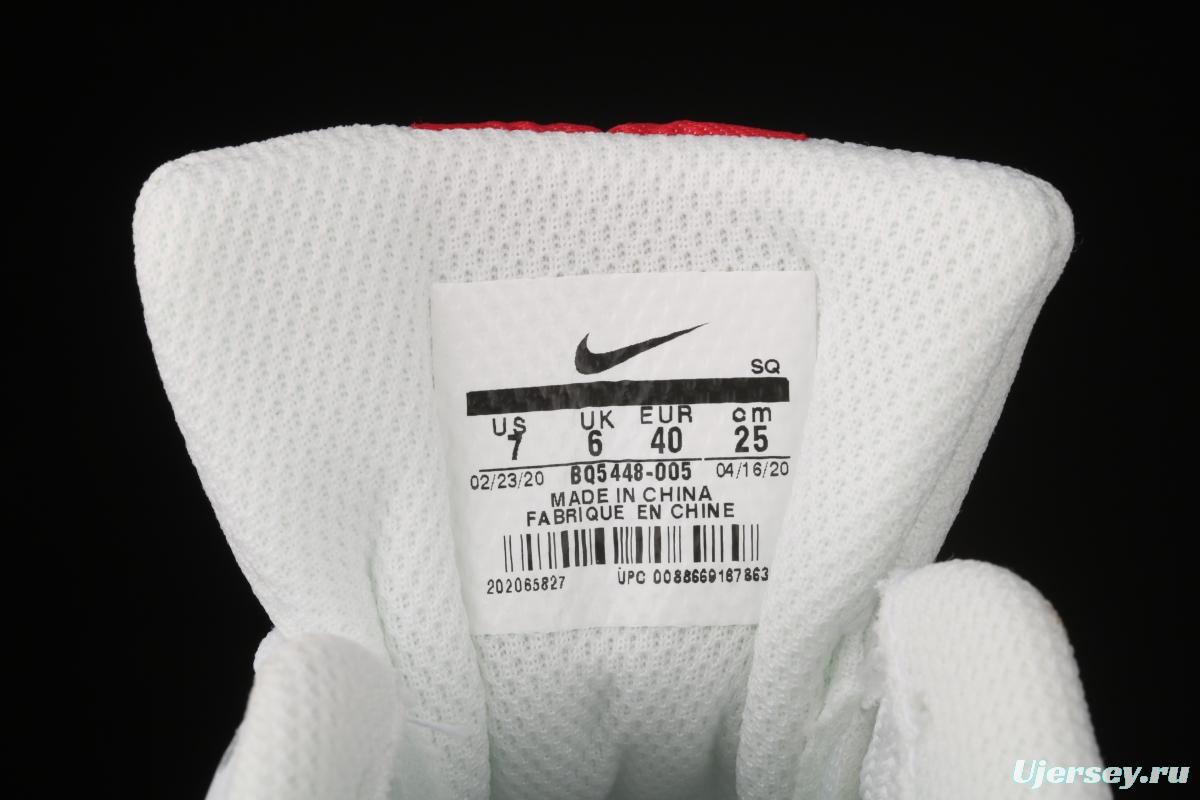 SQ
US UK EUR cm
7 6 40 25
02/23/20 BQ5448-005 04/16/20
MADE IN CHINA
FABRIQUE EN CHINE
202065827 UPC 0088669167863
Ujersey.ru